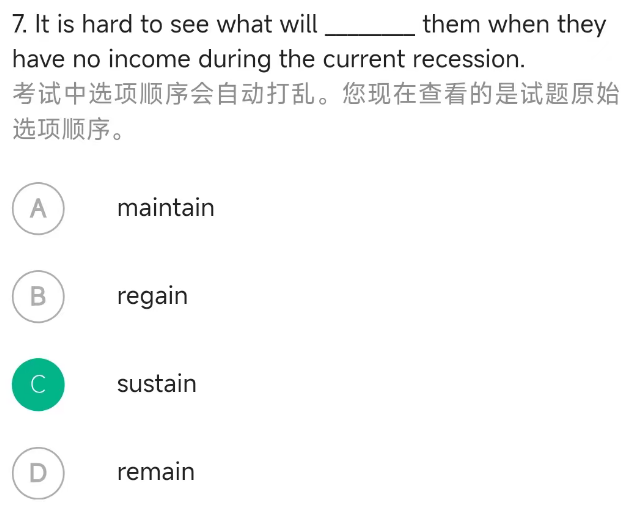 7. It is hard to see what will ________ them when they
have no income during the current recession.
考试中选项顺序会自动打乱。您现在查看的是试题原始
选项顺序。
A maintain
B regain
C sustain
D remain